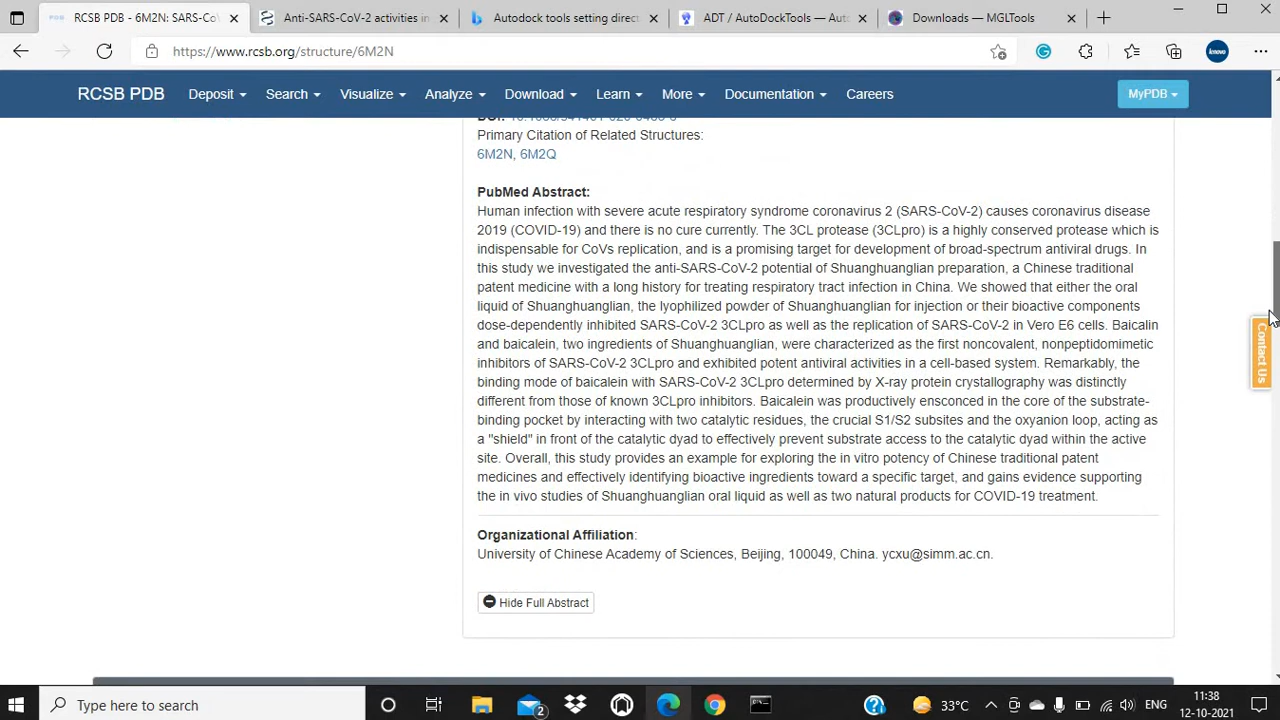 RCSB PDB - 6M2N: SARS-CoV
Anti-SARS-CoV-2 activities in
Autodock tools setting direct
ADT / AutoDockTools — Auto
Downloads — MGLTools
https://www.rcsb.org/structure/6M2N
RCSB PDB
Deposit
Search
Visualize
Analyze
Download
Learn
More
Documentation
Careers
MyPDB
Primary Citation of Related Structures:
6M2N, 6M2Q
PubMed Abstract:
Human infection with severe acute respiratory syndrome coronavirus 2 (SARS-CoV-2) causes coronavirus disease
2019 (COVID-19) and there is no cure currently. The 3CL protease (3CLpro) is a highly conserved protease which is
indispensable for CoVs replication, and is a promising target for development of broad-spectrum antiviral drugs. In
this study we investigated the anti-SARS-CoV-2 potential of Shuanghuanglian preparation, a Chinese traditional
patent medicine with a long history for treating respiratory tract infection in China. We showed that either the oral
liquid of Shuanghuanglian, the lyophilized powder of Shuanghuanglian for injection or their bioactive components
dose-dependently inhibited SARS-CoV-2 3CLpro as well as the replication of SARS-CoV-2 in Vero E6 cells. Baicalin
and baicalein, two ingredients of Shuanghuanglian, were characterized as the first noncovalent, nonpeptidomimetic
inhibitors of SARS-CoV-2 3CLpro and exhibited potent antiviral activities in a cell-based system. Remarkably, the
binding mode of baicalein with SARS-CoV-2 3CLpro determined by X-ray protein crystallography was distinctly
different from those of known 3CLpro inhibitors. Baicalein was productively ensconced in the core of the substrate-
binding pocket by interacting with two catalytic residues, the crucial S1/S2 subsites and the oxyanion loop, acting as
a "shield" in front of the catalytic dyad to effectively prevent substrate access to the catalytic dyad within the active
site. Overall, this study provides an example for exploring the in vitro potency of Chinese traditional patent
medicines and effectively identifying bioactive ingredients toward a specific target, and gains evidence supporting
the in vivo studies of Shuanghuanglian oral liquid as well as two natural products for COVID-19 treatment.
Organizational Affiliation:
University of Chinese Academy of Sciences, Beijing, 100049, China. ycxu@simm.ac.cn.
Hide Full Abstract
Contact Us
Type here to search
2
33°C
ENG
11:38
12-10-2021